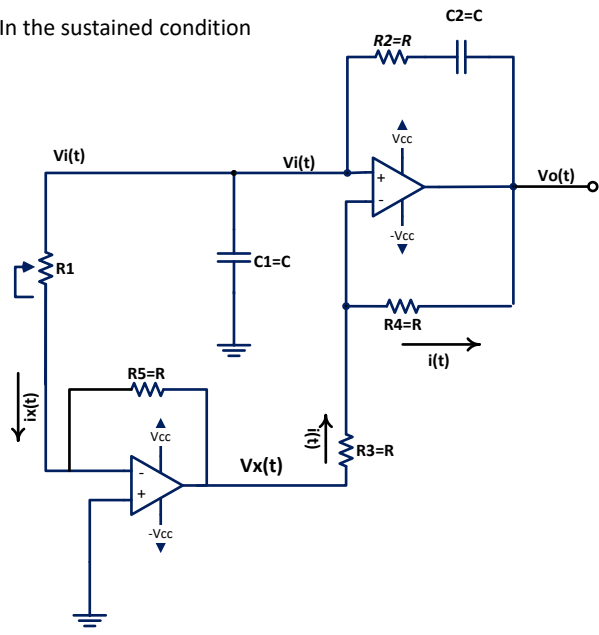 In the sustained condition
C2=C
R2=R
Vcc
Vi(t)
Vi(t)
Vo(t)
+
-
-Vcc
C1=C
R1
R4=R
i(t)
R5=R
ix(t)
Vcc
i(t)
R3=R
Vx(t)
-
+
-Vcc